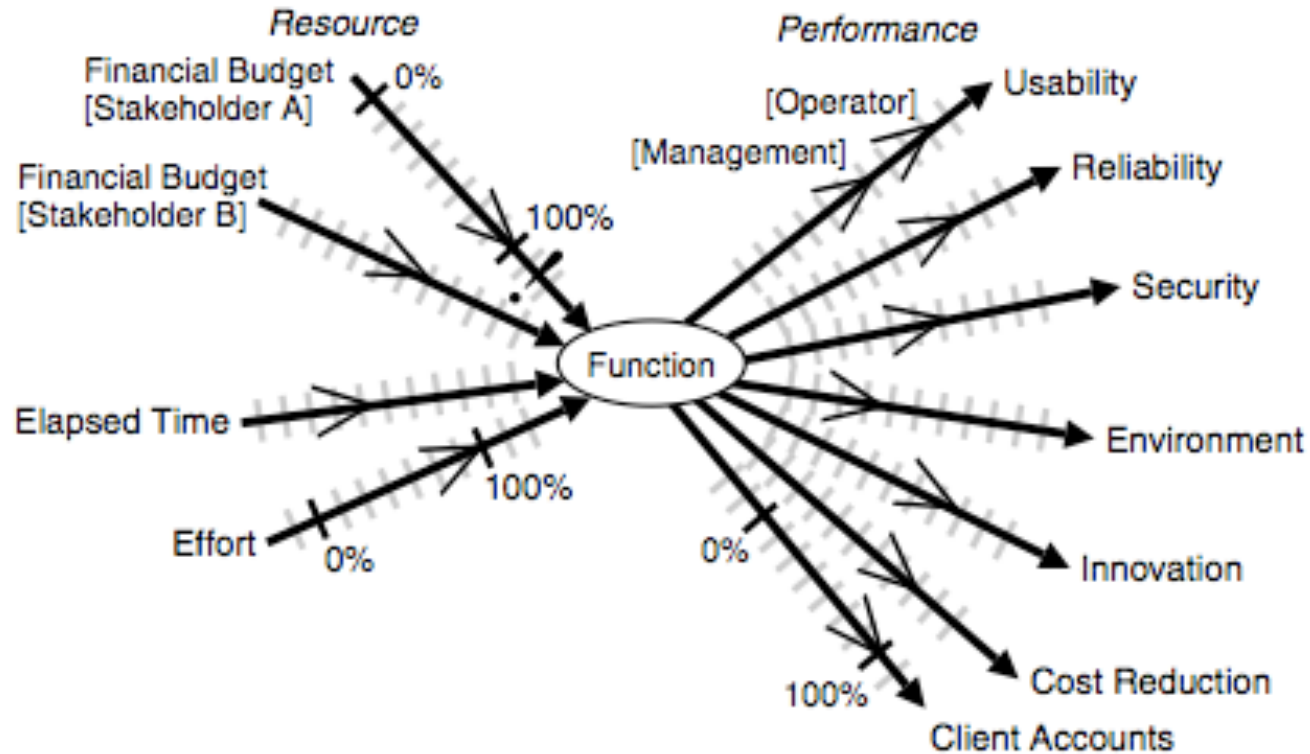 Resource
Performance
Financial Budget
[Stakeholder A]
0%
[Operator]
Usability
[Management]
Reliability
Financial Budget
[Stakeholder B]
100%
Security
Function
Elapsed Time
Environment
100%
Effort
0%
0%
Innovation
100%
Cost Reduction
Client Accounts